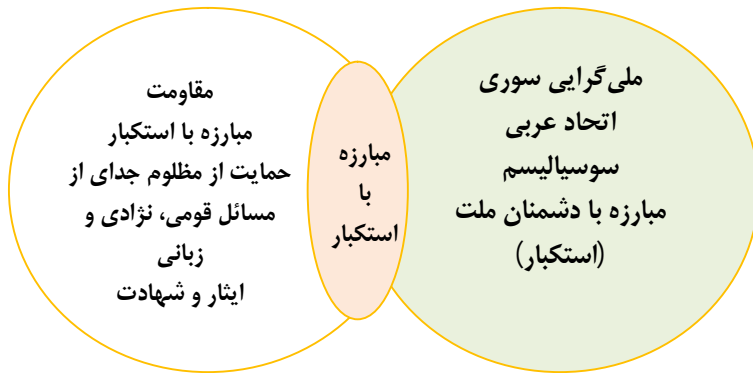 ملی‌گرایی سوری
اتحاد عربی
سوسیالیسم
مبارزه با دشمنان ملت
(استکبار)
مبارزه
با
استکبار
مقاومت
مبارزه با استکبار
حمایت از مظلوم جدای از
مسائل قومی، نژادی و
زبانی
ایثار و شهادت